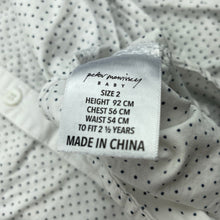 peter morrissey
BABY
SIZE 2
HEIGHT 92 CM
CHEST 56 CM
WAIST 54 CM
TO FIT 2 ½ YEARS
MADE IN CHINA